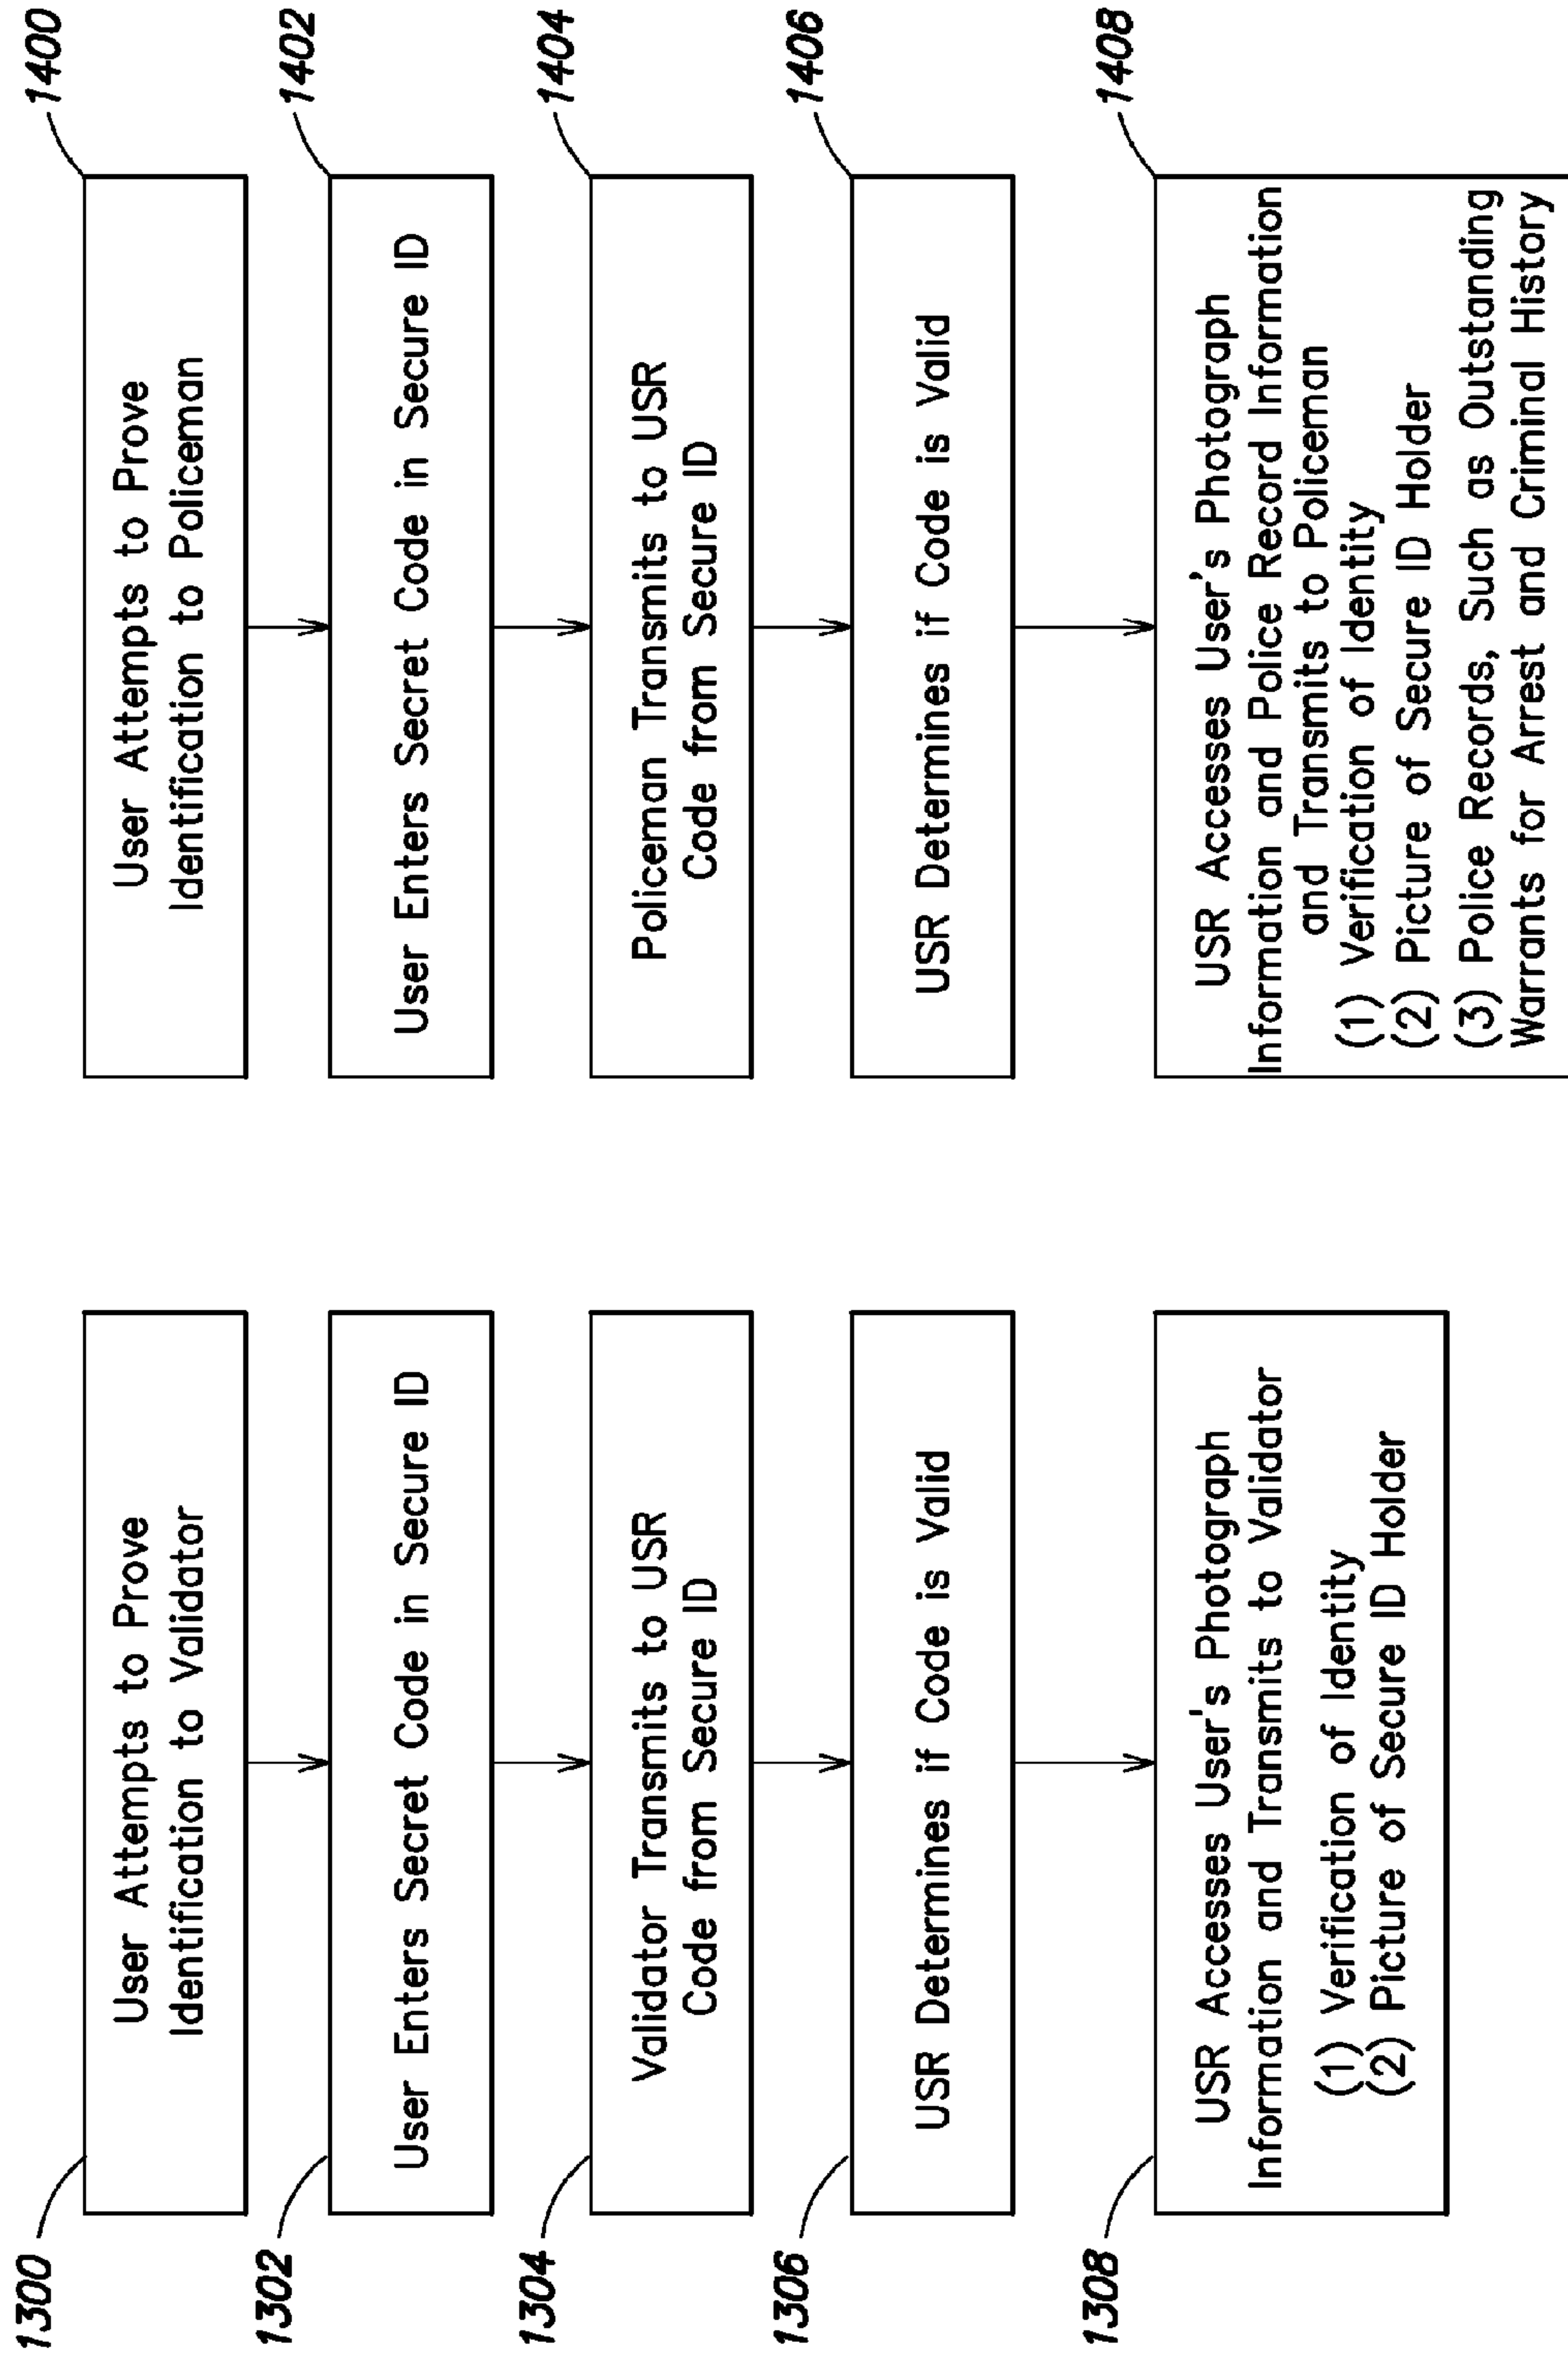 1300
User Attempts to Prove
Identification to Validator
1302
User Enters Secret Code in Secure ID
1304
Validator Transmits to USR
Code from Secure ID
1306
USR Determines if Code is Valid
1308
USR Accesses User's Photograph
Information and Transmits to Validator
(1) Verification of Identity
(2) Picture of Secure ID Holder
1400
User Attempts to Prove
Identification to Policeman
1402
User Enters Secret Code in Secure ID
1404
Policeman Transmits to USR
Code from Secure ID
1406
USR Determines if Code is Valid
1408
USR Accesses User's Photograph
Information and Police Record Information
and Transmits to Policeman
(1) Verification of Identity
(2) Picture of Secure ID Holder
(3) Police Records, Such as Outstanding
Warrants for Arrest and Criminal History